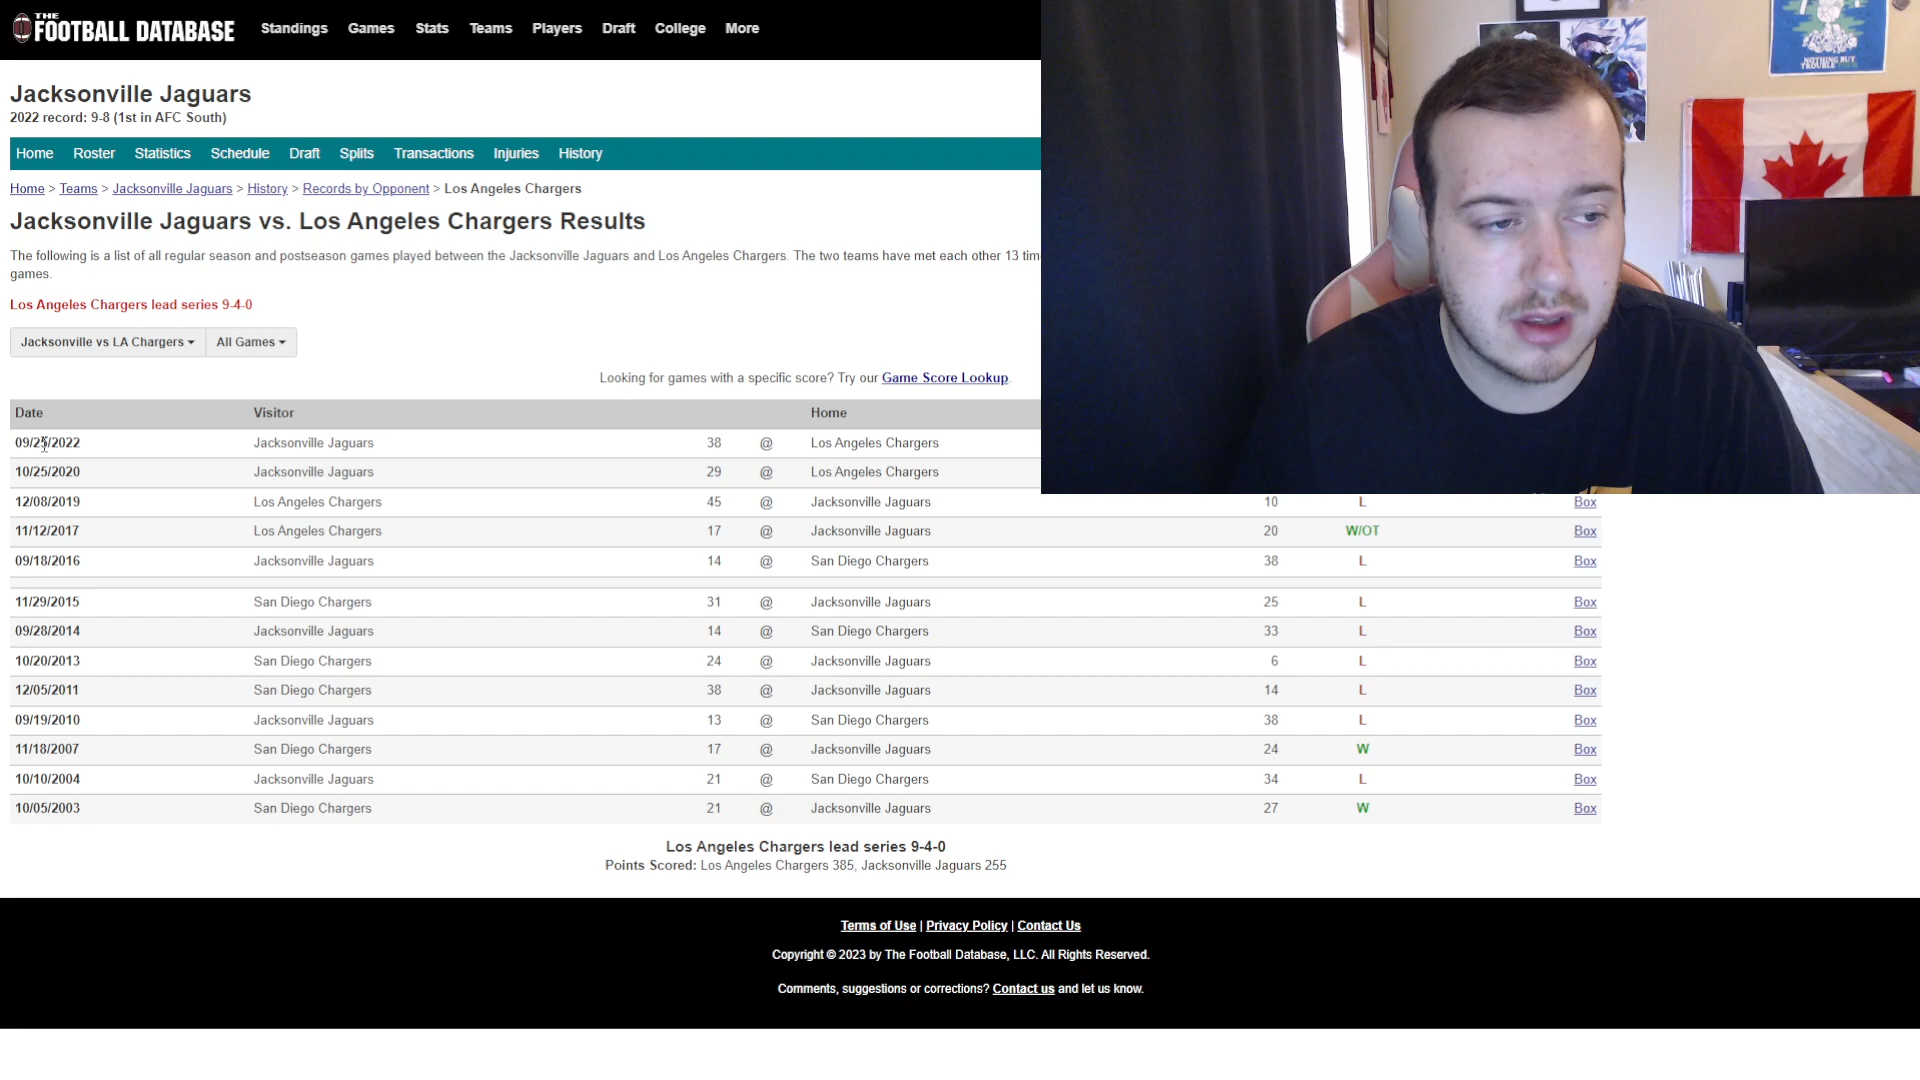 THE FOOTBALL DATABASE Standings Games Stats Teams Players Draft College More
Jacksonville Jaguars
2022 record: 9-8 (1st in AFC South)
Home Roster Statistics Schedule Draft Splits Transactions Injuries History
Home > Teams > Jacksonville Jaguars > History > Records by Opponent > Los Angeles Chargers
Jacksonville Jaguars vs. Los Angeles Chargers Results
The following is a list of all regular season and postseason games played between the Jacksonville Jaguars and Los Angeles Chargers. The two teams have met each other 13
games.
Los Angeles Chargers lead series 9-4-0
Jacksonville vs LA Chargers All Games
Looking for games with a specific score? Try our Game Score Lookup.
Date Visitor Home
09/25/2022 Jacksonville Jaguars 38 @ Los Angeles Chargers
10/25/2020 Jacksonville Jaguars 29 @ Los Angeles Chargers
12/08/2019 Los Angeles Chargers 45 @ Jacksonville Jaguars 10 L Box
11/12/2017 Los Angeles Chargers 17 @ Jacksonville Jaguars 20 W/OT Box
09/18/2016 Jacksonville Jaguars 14 @ San Diego Chargers 38 L Box
11/29/2015 San Diego Chargers 31 @ Jacksonville Jaguars 25 L Box
09/28/2014 Jacksonville Jaguars 14 @ San Diego Chargers 33 L Box
10/20/2013 San Diego Chargers 24 @ Jacksonville Jaguars 6 L Box
12/05/2011 San Diego Chargers 38 @ Jacksonville Jaguars 14 L Box
09/19/2010 Jacksonville Jaguars 13 @ San Diego Chargers 38 L Box
11/18/2007 San Diego Chargers 17 @ Jacksonville Jaguars 24 W Box
10/10/2004 Jacksonville Jaguars 21 @ San Diego Chargers 34 L Box
10/05/2003 San Diego Chargers 21 @ Jacksonville Jaguars 27 W Box
Los Angeles Chargers lead series 9-4-0
Points Scored: Los Angeles Chargers 385, Jacksonville Jaguars 255
Terms of Use | Privacy Policy | Contact Us
Copyright © 2023 by The Football Database, LLC. All Rights Reserved.
Comments, suggestions or corrections? Contact us and let us know.
NOTHING BUT
TROUBLE